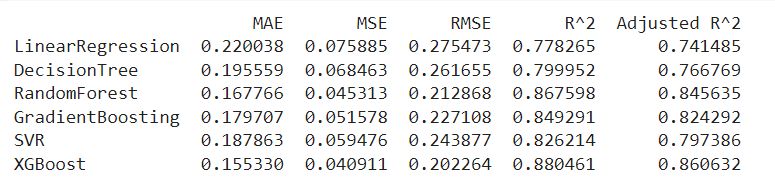 MAE MSE RMSE R^2 Adjusted R^2
LinearRegression 0.220038 0.075885 0.275473 0.778265 0.741485
DecisionTree 0.195559 0.068463 0.261655 0.799952 0.766769
RandomForest 0.167766 0.045313 0.212868 0.867598 0.845635
GradientBoosting 0.179707 0.051578 0.227108 0.849291 0.824292
SVR 0.187863 0.059476 0.243877 0.826214 0.797386
XGBoost 0.155330 0.040911 0.202264 0.880461 0.860632